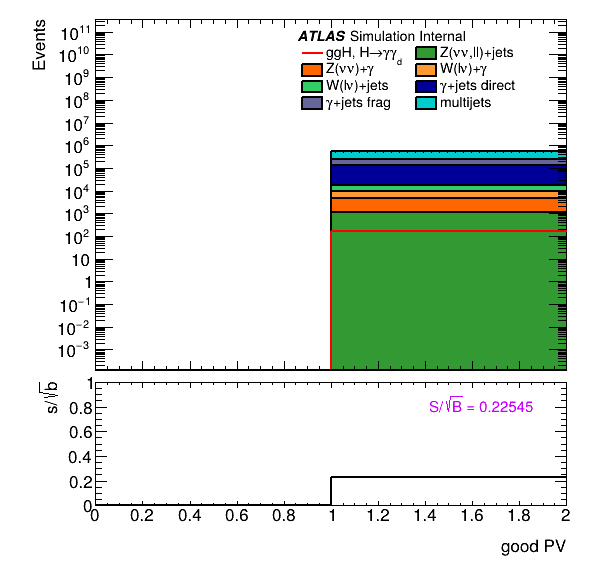 Events
ATLAS Simulation Internal
ggH, H→γγ_d
Z(νν,ll)+jets
Z(νν)+γ
W(lν)+γ
W(lν)+jets
γ+jets direct
γ+jets frag
multijets
10¹¹
10¹⁰
10⁹
10⁸
10⁷
10⁶
10⁵
10⁴
10³
10²
10
1
10⁻¹
10⁻²
10⁻³
s/√b
S/√B = 0.22545
1
0.8
0.6
0.4
0.2
0
0 0.2 0.4 0.6 0.8 1 1.2 1.4 1.6 1.8 2
good PV